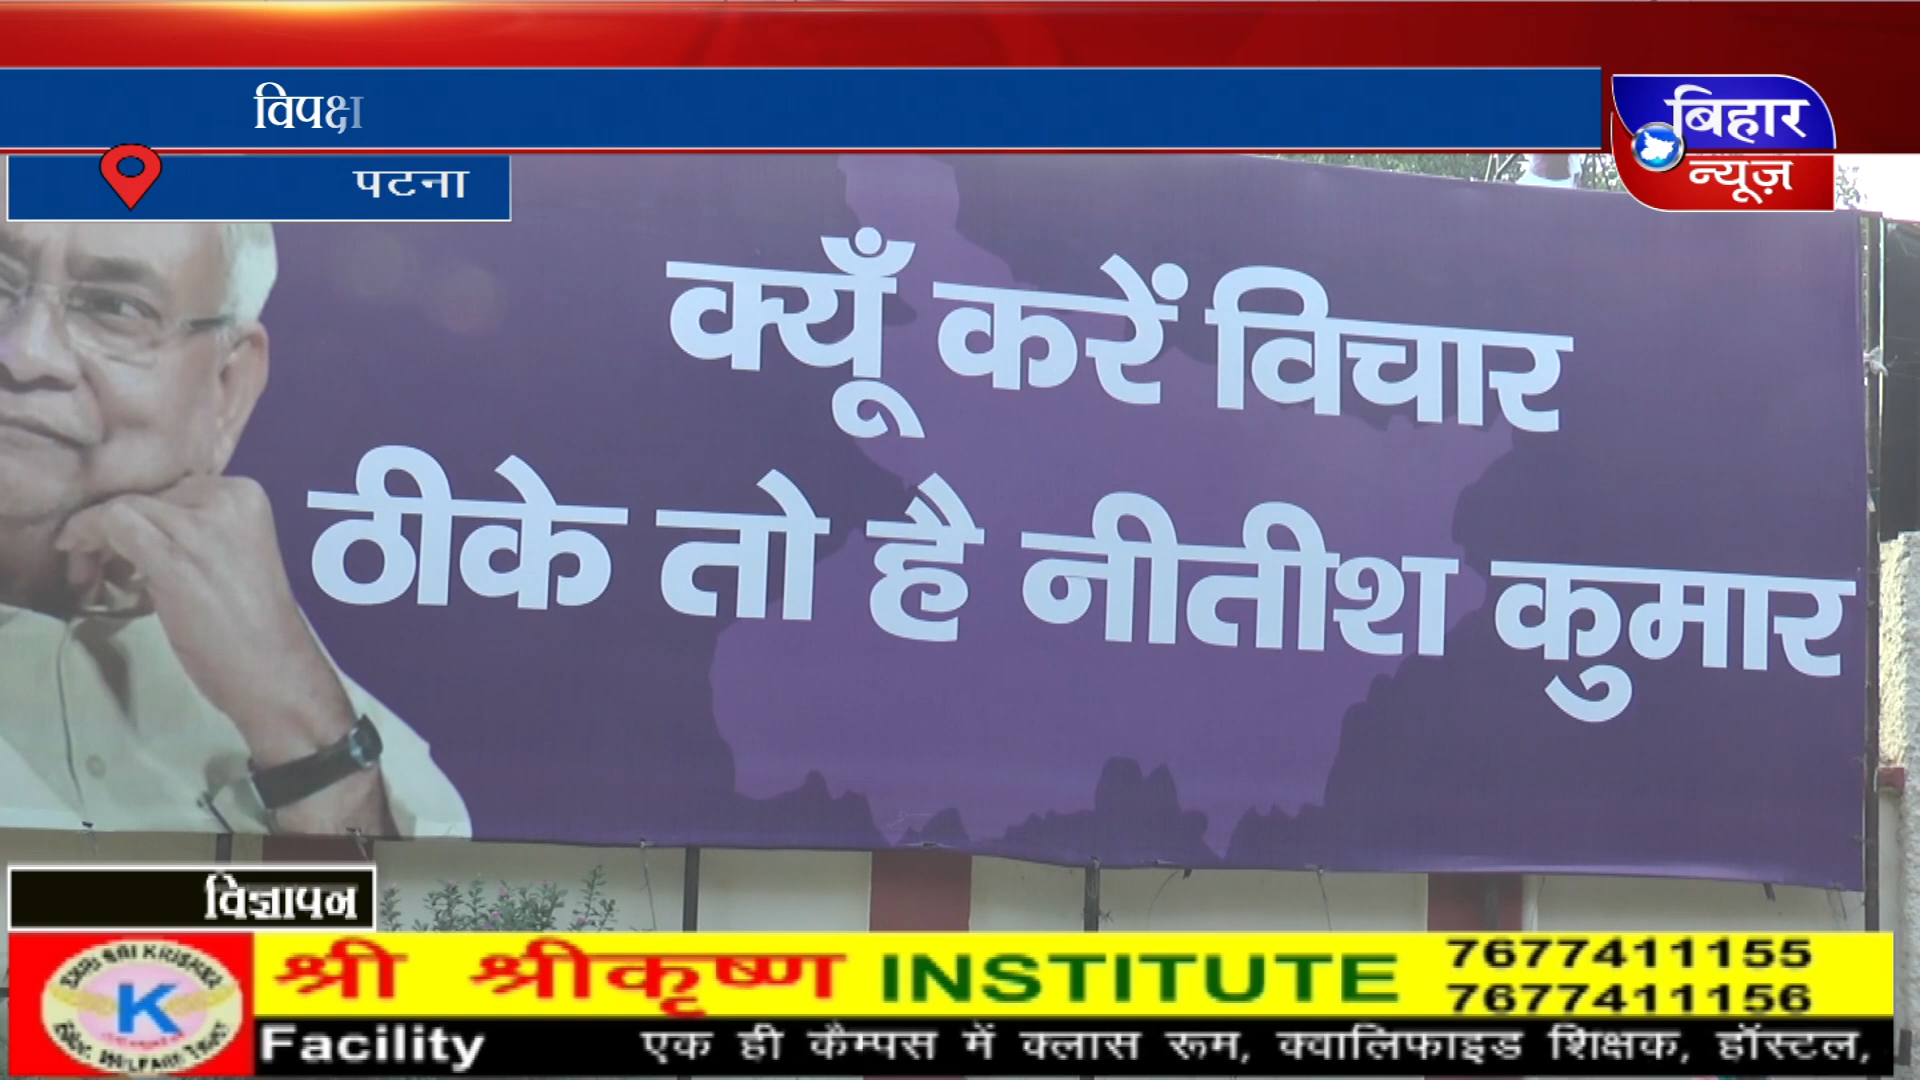 विपक्ष
बिहार
न्यूज़
पटना
क्यूँ करें विचार
ठीके तो है नीतीश कुमार
विज्ञापन
श्री श्रीकृष्ण INSTITUTE
7677411155
7677411156
K
Facility एक ही कैम्पस में क्लास रूम, क्वालिफाइड शिक्षक, हॉस्टल,